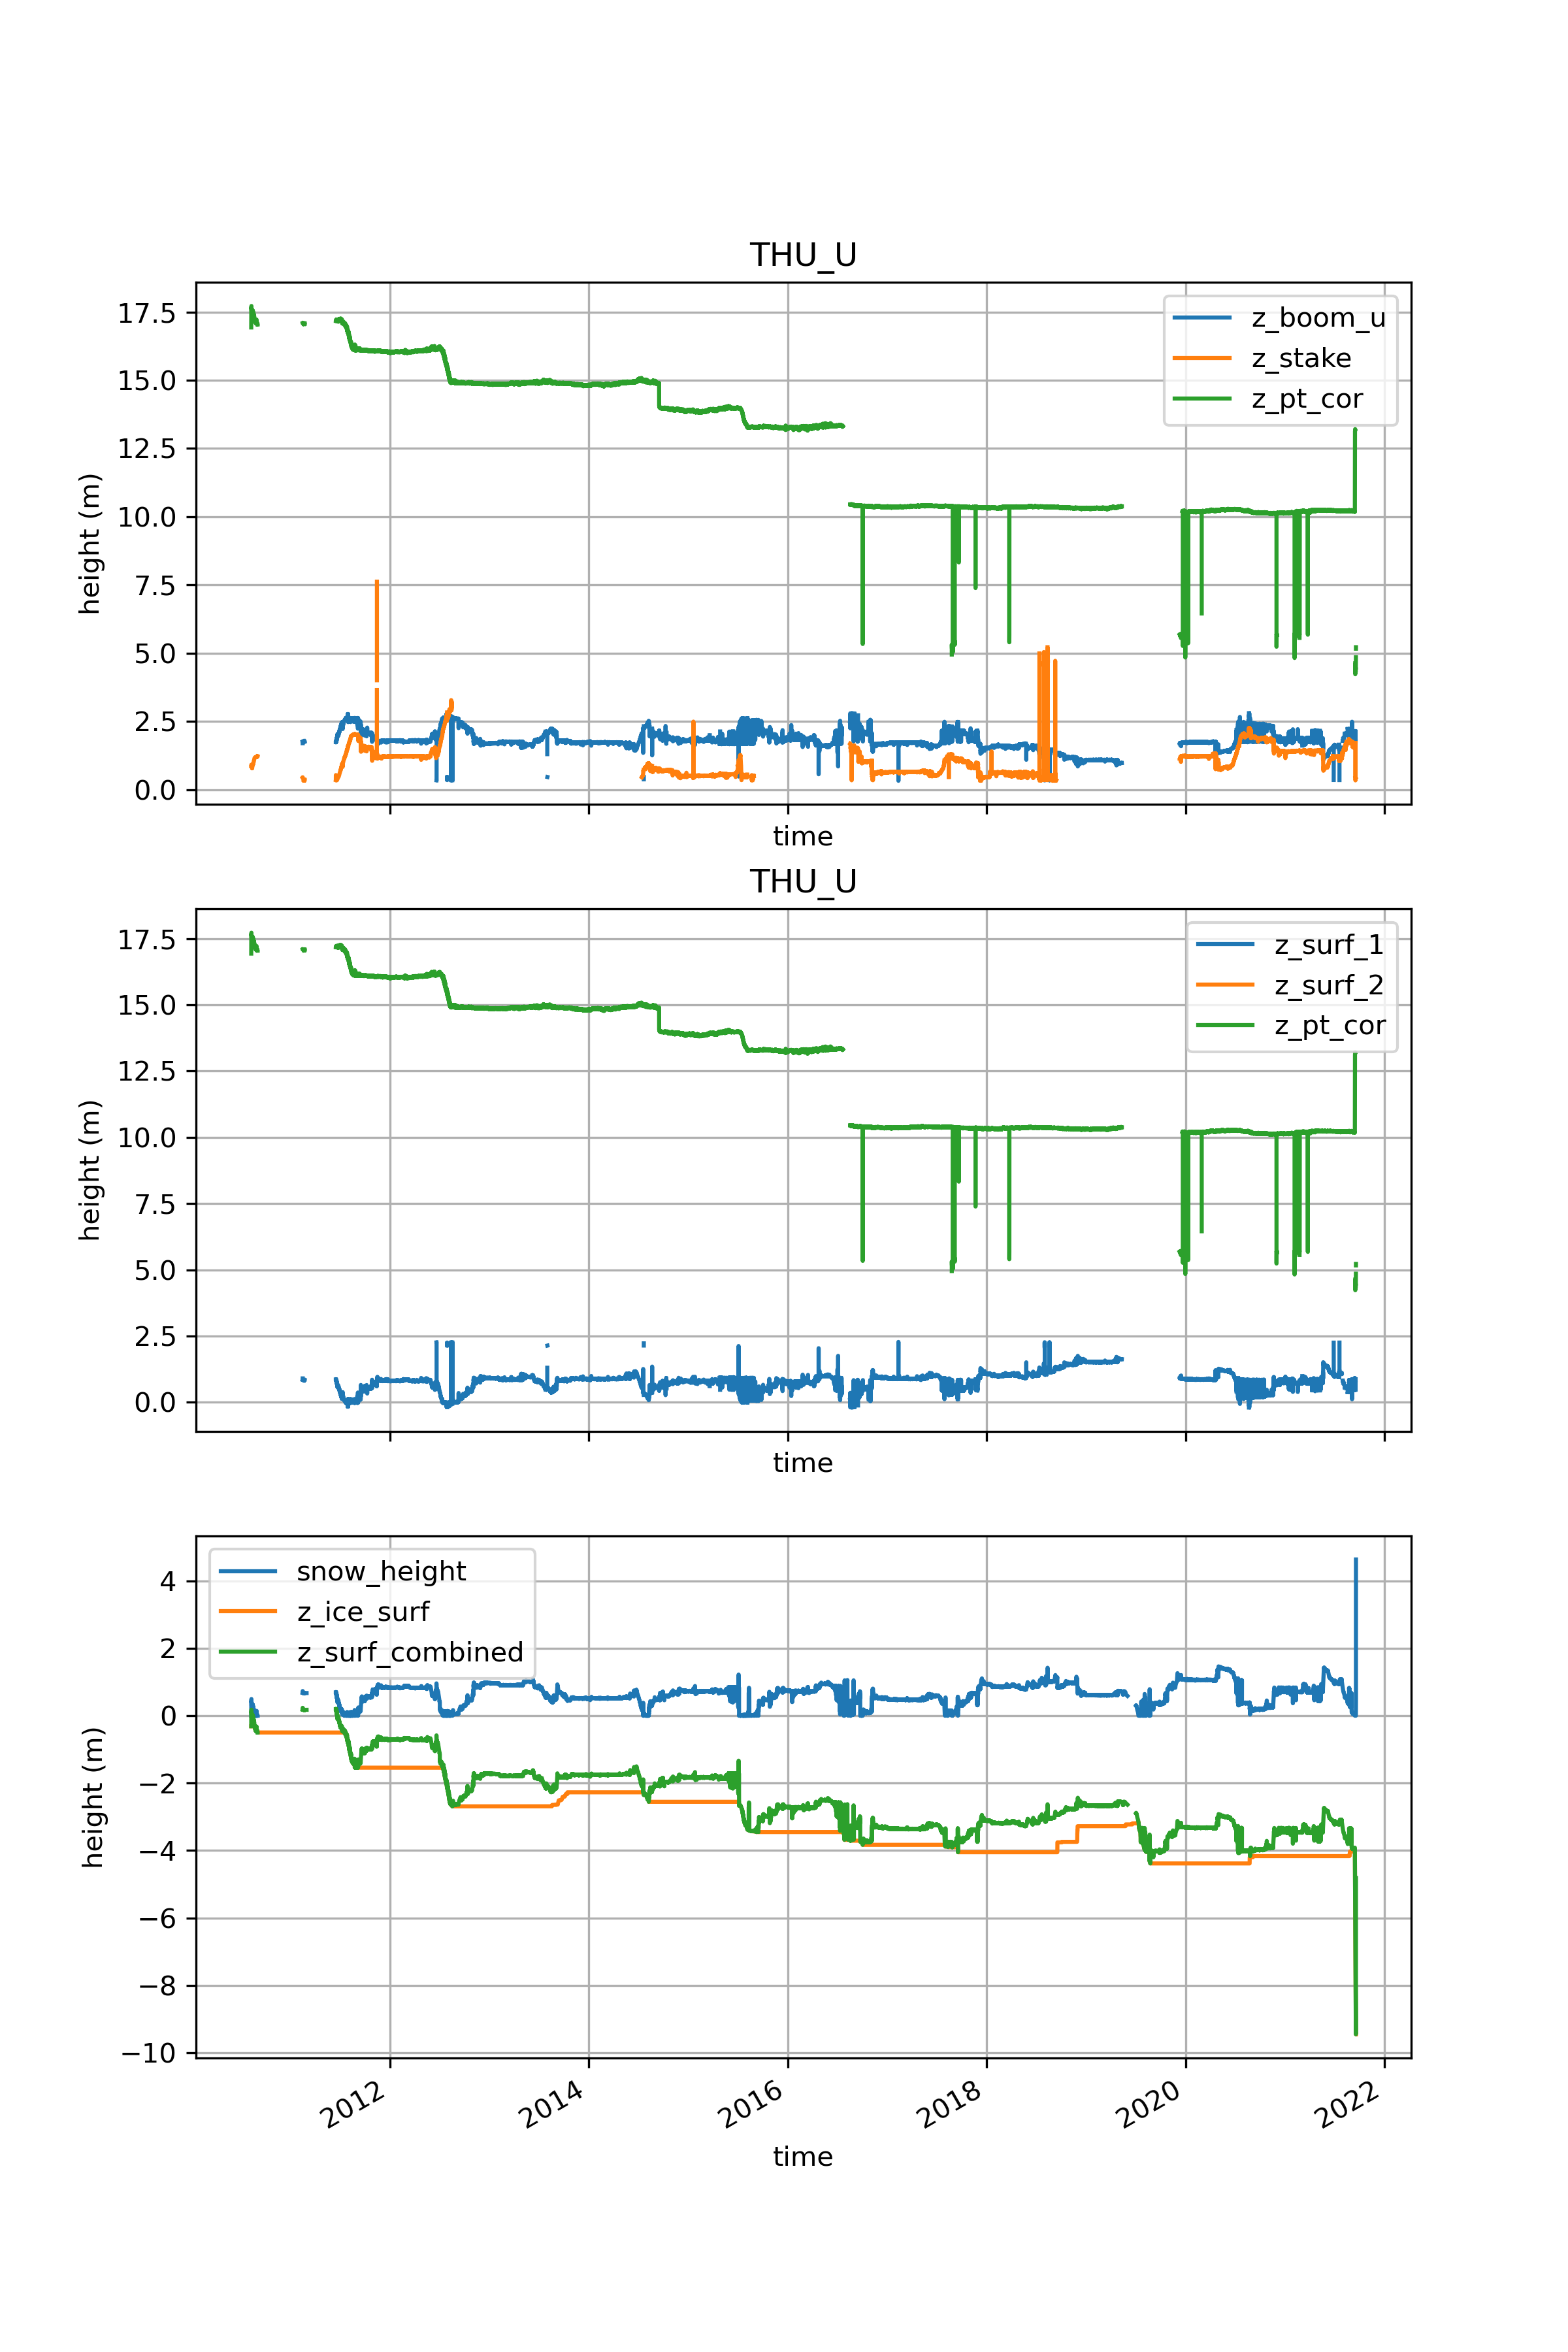 THU_U
17.5
15.0
12.5
10.0
7.5
5.0
2.5
0.0
height (m)
z_boom_u
z_stake
z_pt_cor
time
THU_U
17.5
15.0
12.5
10.0
7.5
5.0
2.5
0.0
height (m)
z_surf_1
z_surf_2
z_pt_cor
time
4
2
0
−2
−4
−6
−8
−10
height (m)
snow_height
z_ice_surf
z_surf_combined
2012
2014
2016
2018
2020
2022
time